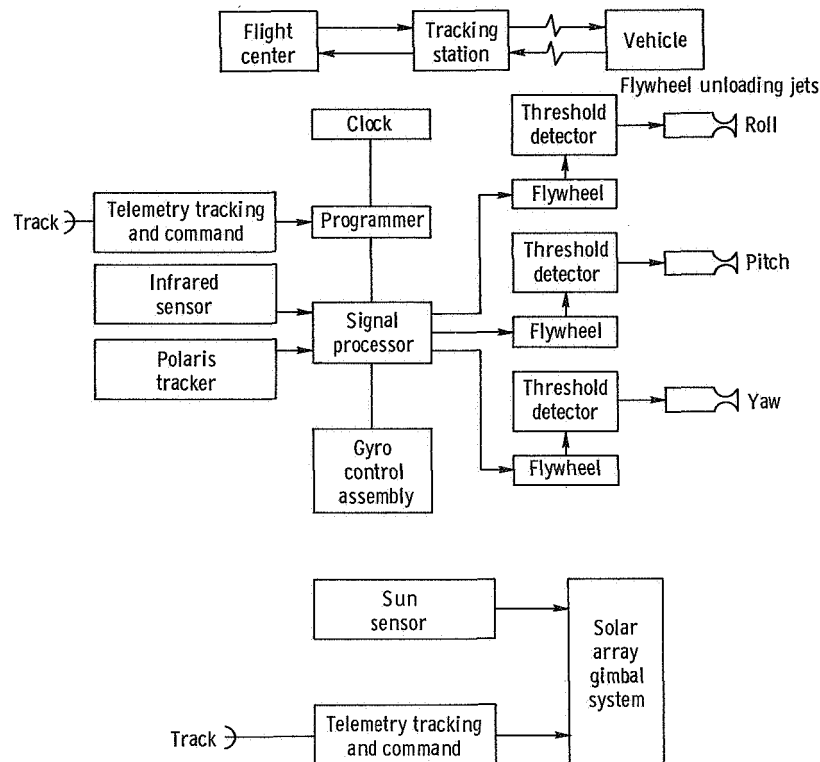 Flight
center
Tracking
station
Vehicle
Flywheel unloading jets
Clock
Threshold
detector
Roll
Flywheel
Track
Telemetry tracking
and command
Programmer
Threshold
detector
Pitch
Infrared
sensor
Signal
processor
Flywheel
Polaris
tracker
Threshold
detector
Yaw
Gyro
control
assembly
Flywheel
Sun
sensor
Solar
array
gimbal
system
Track
Telemetry tracking
and command